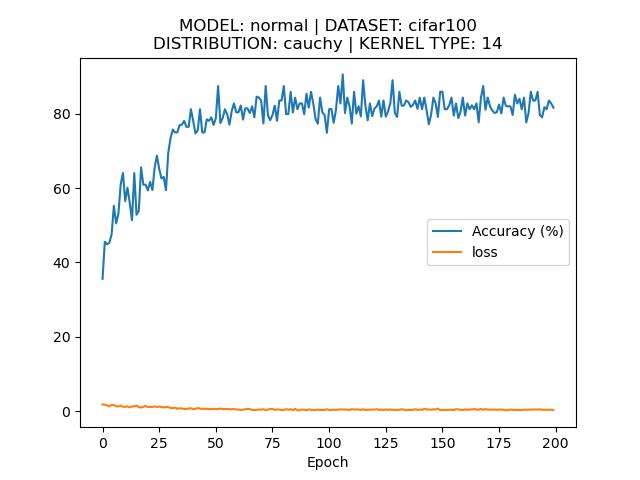 MODEL: normal | DATASET: cifar100
DISTRIBUTION: cauchy | KERNEL TYPE: 14
80
60
40
20
0
Accuracy (%)
loss
0 25 50 75 100 125 150 175 200
Epoch